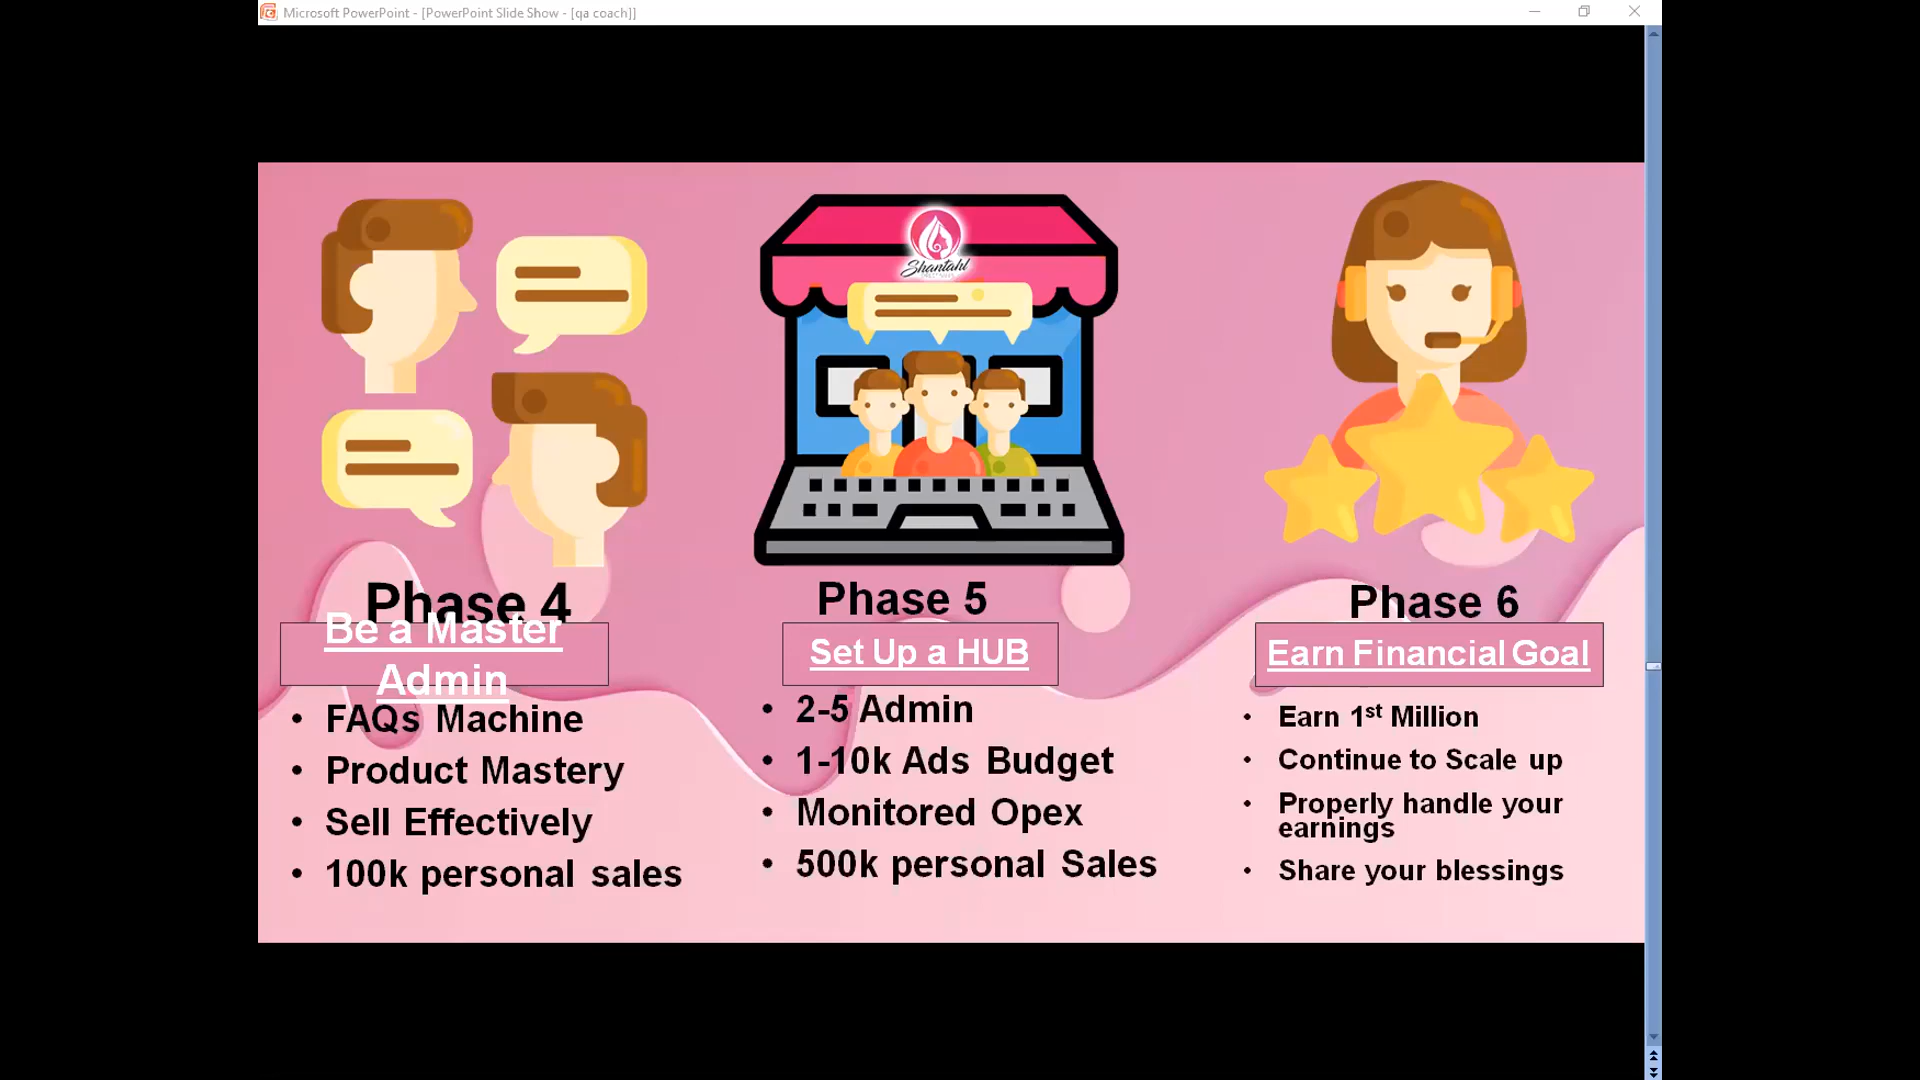 Microsoft PowerPoint - [PowerPoint Slide Show - [qa coach]]
Shantahl
Phase 4
Be a Master
Admin
• FAQs Machine
• Product Mastery
• Sell Effectively
• 100k personal sales
Phase 5
Set Up a HUB
• 2-5 Admin
• 1-10k Ads Budget
• Monitored Opex
• 500k personal Sales
Phase 6
Earn Financial Goal
• Earn 1st Million
• Continue to Scale up
• Properly handle your
earnings
• Share your blessings